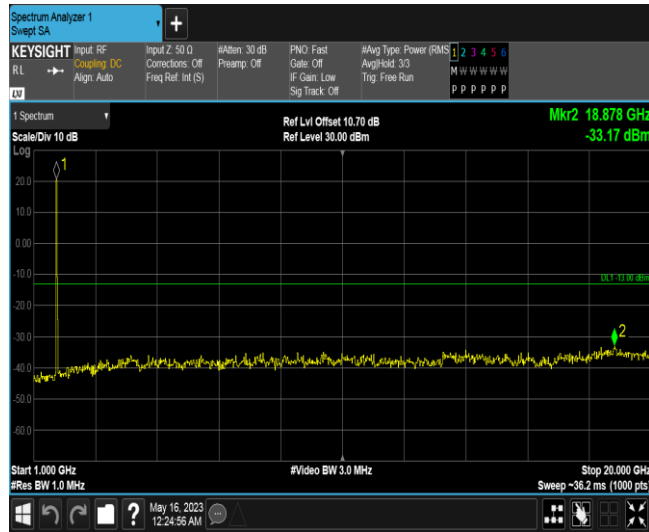 Spectrum Analyzer 1
Swept SA
KEYSIGHT
RL
LXI
Input: RF
Coupling: DC
Align: Auto
Input Z: 50 Ω
Corrections: Off
Freq Ref: Int (S)
#Atten: 30 dB
Preamp: Off
PNO: Fast
Gate: Off
IF Gain: Low
Sig Track: Off
#Avg Type: Power (RMS
Avg|Hold: 3/3
Trig: Free Run
1 2 3 4 5 6
M W W W W W
P P P P P P
1 Spectrum
Scale/Div 10 dB
Ref Lvl Offset 10.70 dB
Ref Level 30.00 dBm
Mkr2 18.878 GHz
-33.17 dBm
Log
1
20.0
10.0
0.00
-10.0
DL1 -13.00 dBm
-20.0
-30.0
2
-40.0
-50.0
-60.0
Start 1.000 GHz
#Video BW 3.0 MHz
Stop 20.000 GHz
#Res BW 1.0 MHz
Sweep ~36.2 ms (1000 pts)
?
May 16, 2023
12:24:56 AM